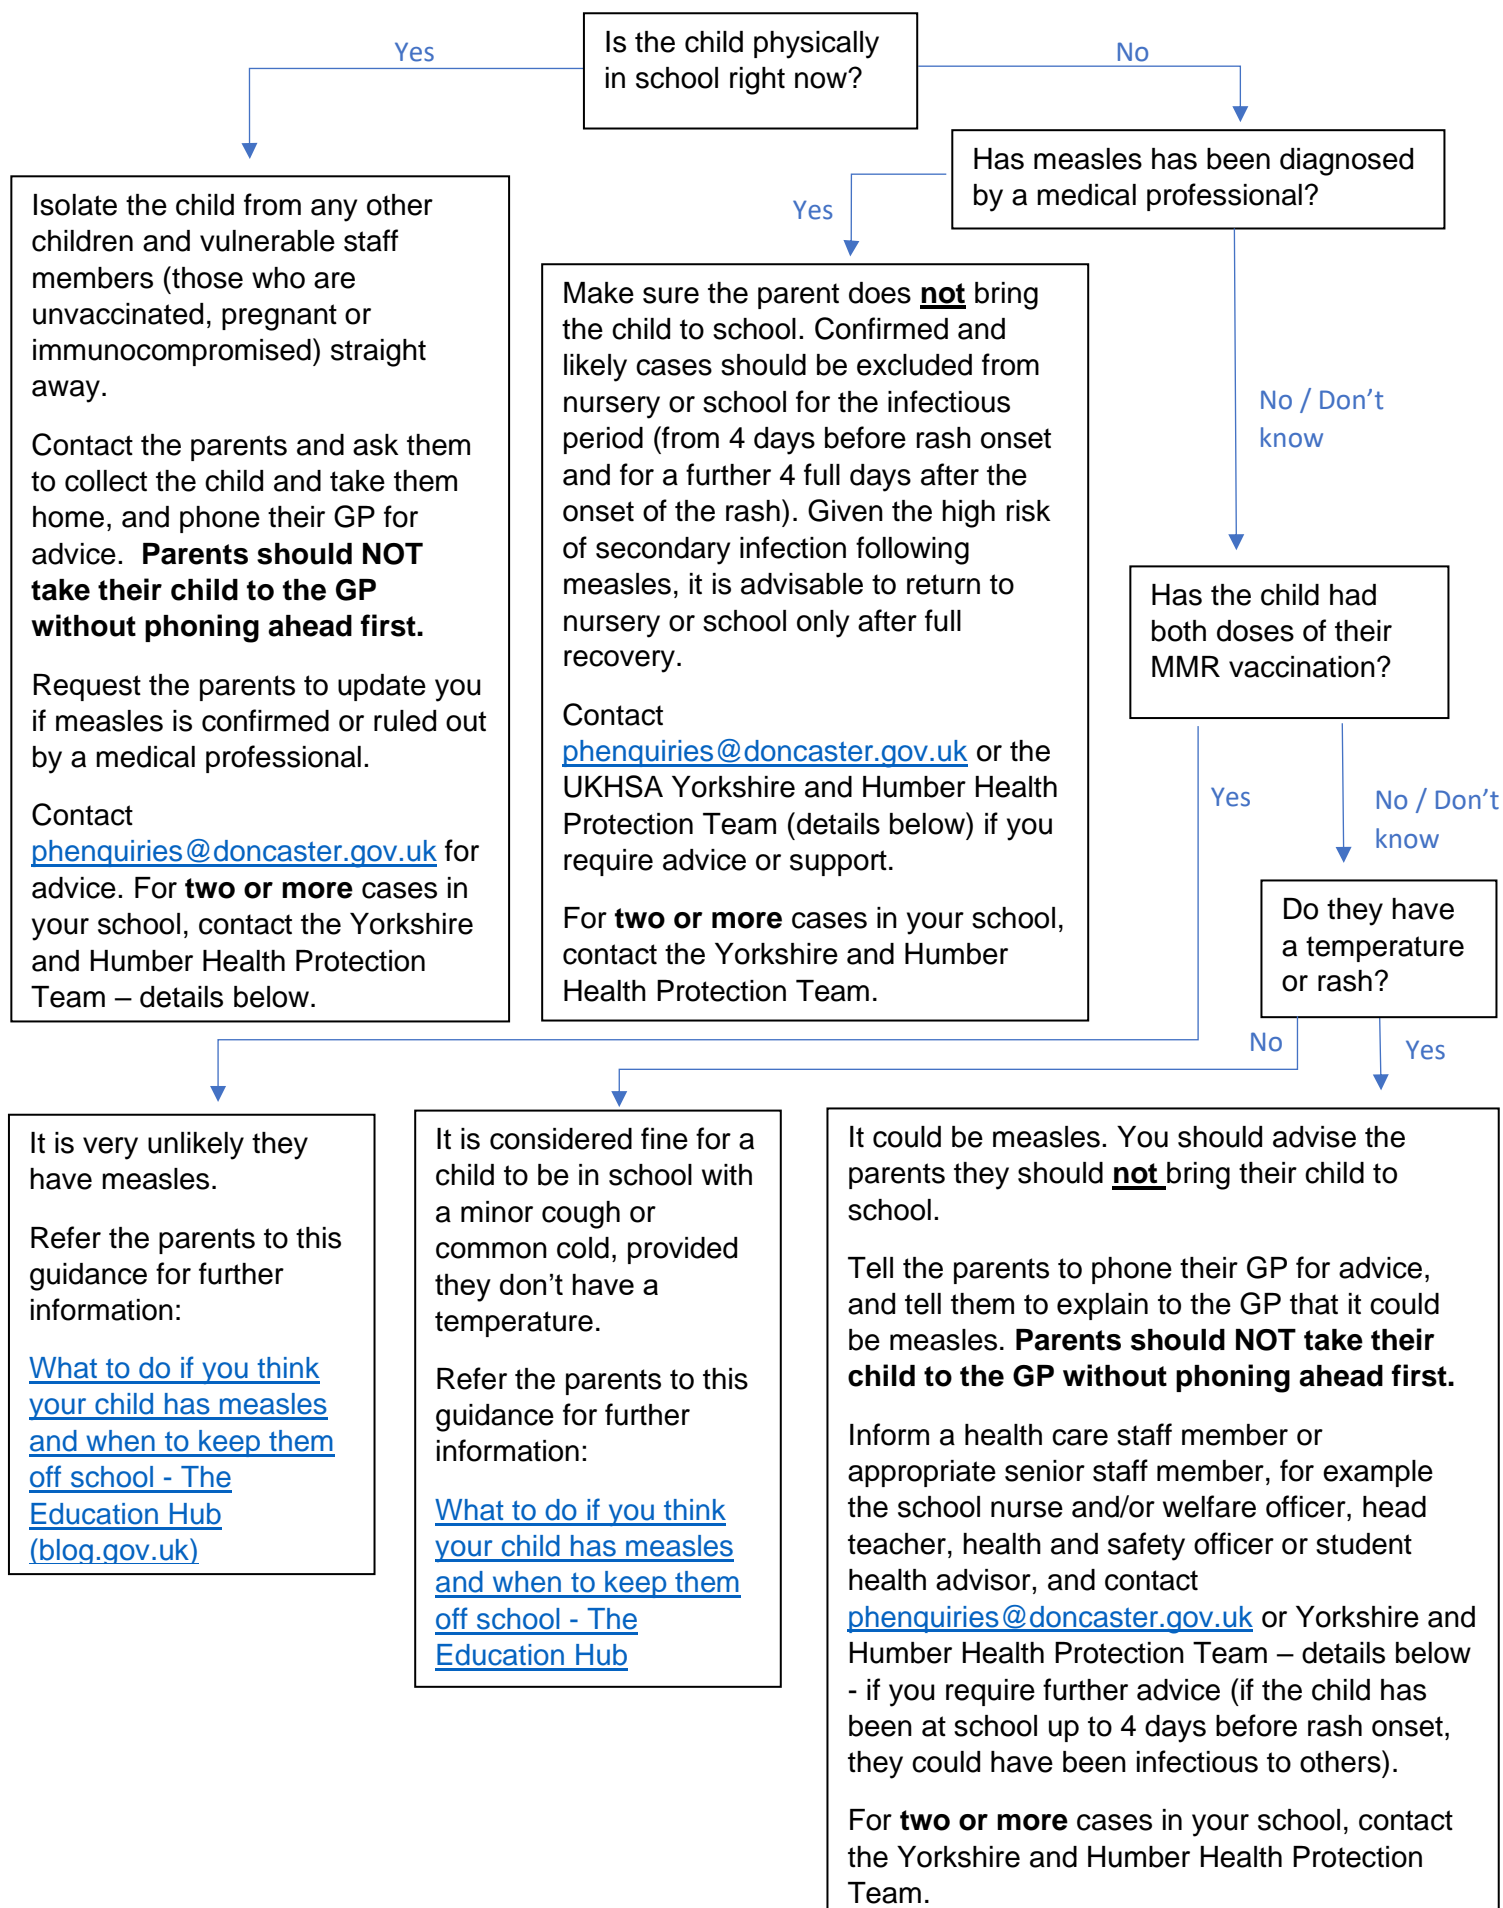 Is the child physically
in school right now?
Yes
No
Isolate the child from any other
children and vulnerable staff
members (those who are
unvaccinated, pregnant or
immunocompromised) straight
away.
Contact the parents and ask them
to collect the child and take them
home, and phone their GP for
advice.  Parents should NOT
take their child to the GP
without phoning ahead first.
Request the parents to update you
if measles is confirmed or ruled out
by a medical professional.
Contact
phenquiries@doncaster.gov.uk for
advice. For two or more cases in
your school, contact the Yorkshire
and Humber Health Protection
Team – details below.
Has measles has been diagnosed
by a medical professional?
Yes
Make sure the parent does not bring
the child to school. Confirmed and
likely cases should be excluded from
nursery or school for the infectious
period (from 4 days before rash onset
and for a further 4 full days after the
onset of the rash). Given the high risk
of secondary infection following
measles, it is advisable to return to
nursery or school only after full
recovery.
Contact
phenquiries@doncaster.gov.uk or the
UKHSA Yorkshire and Humber Health
Protection Team (details below) if you
require advice or support.
For two or more cases in your school,
contact the Yorkshire and Humber
Health Protection Team.
No / Don’t
know
Has the child had
both doses of their
MMR vaccination?
Yes
No / Don’t
know
Do they have
a temperature
or rash?
No
Yes
It is very unlikely they
have measles.
Refer the parents to this
guidance for further
information:
What to do if you think
your child has measles
and when to keep them
off school - The
Education Hub
(blog.gov.uk)
It is considered fine for a
child to be in school with
a minor cough or
common cold, provided
they don’t have a
temperature.
Refer the parents to this
guidance for further
information:
What to do if you think
your child has measles
and when to keep them
off school - The
Education Hub
It could be measles. You should advise the
parents they should not bring their child to
school.
Tell the parents to phone their GP for advice,
and tell them to explain to the GP that it could
be measles. Parents should NOT take their
child to the GP without phoning ahead first.
Inform a health care staff member or
appropriate senior staff member, for example
the school nurse and/or welfare officer, head
teacher, health and safety officer or student
health advisor, and contact
phenquiries@doncaster.gov.uk or Yorkshire and
Humber Health Protection Team – details below
- if you require further advice (if the child has
been at school up to 4 days before rash onset,
they could have been infectious to others).
For two or more cases in your school, contact
the Yorkshire and Humber Health Protection
Team.